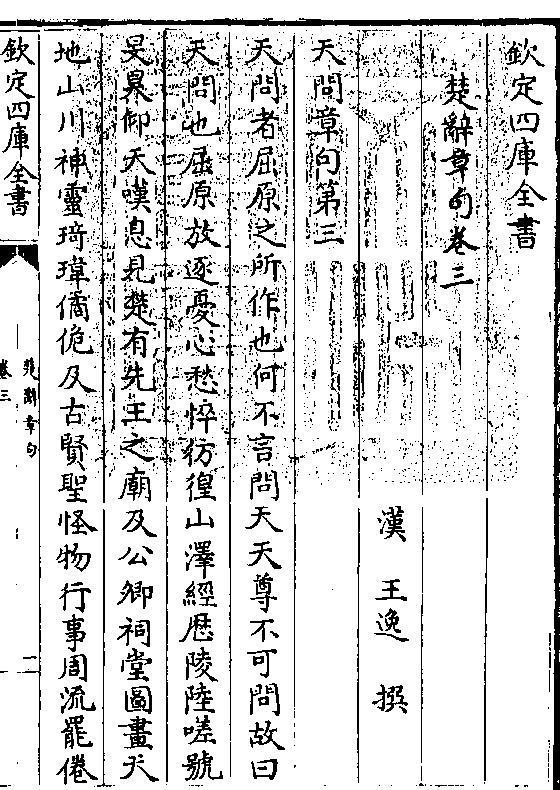 欽定四庫全書
楚辭章句卷三
漢 王逸 撰
天問章句第三
天問者屈原之所作也何不言問天天尊不可問故曰
天問也屈原放逐憂心愁悴彷徨山澤經歴陵陸嗟號
旻昊仰天嘆息見楚有先王之廟及公卿祠堂圖畫天
地山川神靈琦瑋僪佹及古賢聖怪物行事周流罷倦
欽定四庫全書
楚辭章句
卷三
一